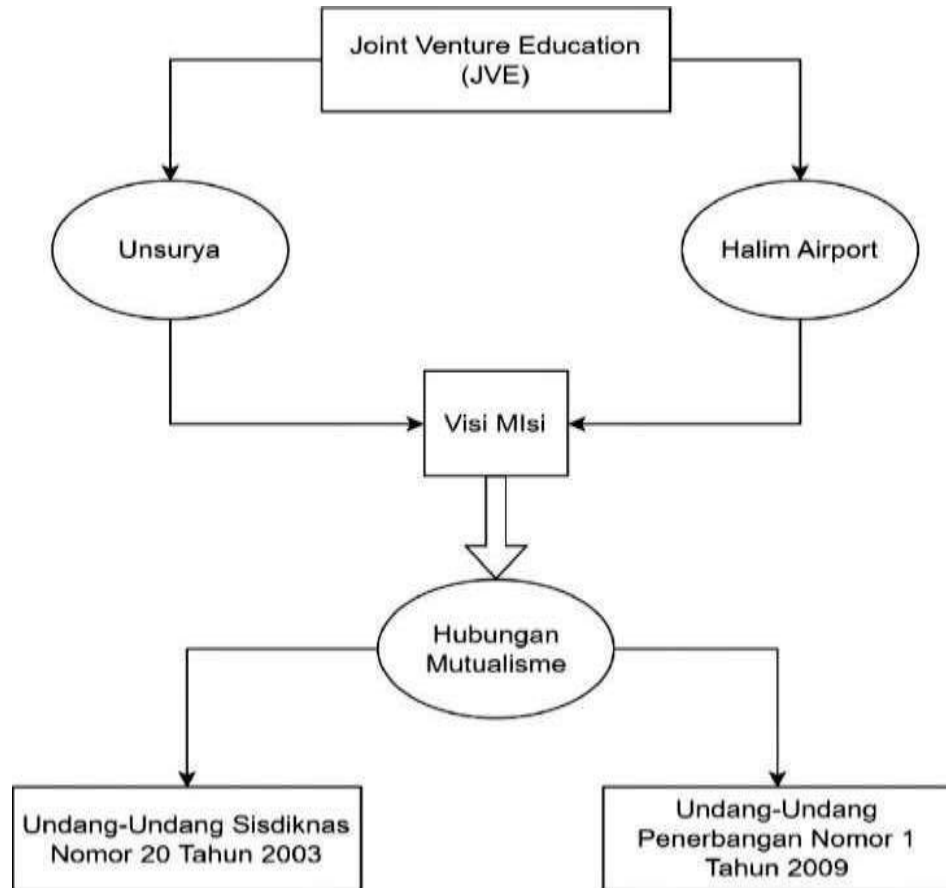 Joint Venture Education
(JVE)
Unsurya
Halim Airport
Visi MIsi
Hubungan
Mutualisme
Undang-Undang Sisdiknas
Nomor 20 Tahun 2003
Undang-Undang
Penerbangan Nomor 1
Tahun 2009